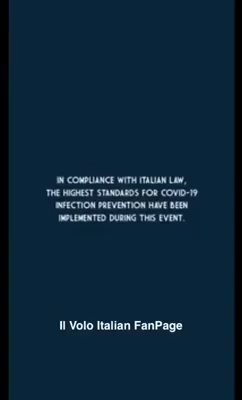 IN COMPLIANCE WITH ITALIAN LAW,
THE HIGHEST STANDARDS FOR COVID-19
INFECTION PREVENTION HAVE BEEN
IMPLEMENTED DURING THIS EVENT.
Il Volo Italian FanPage